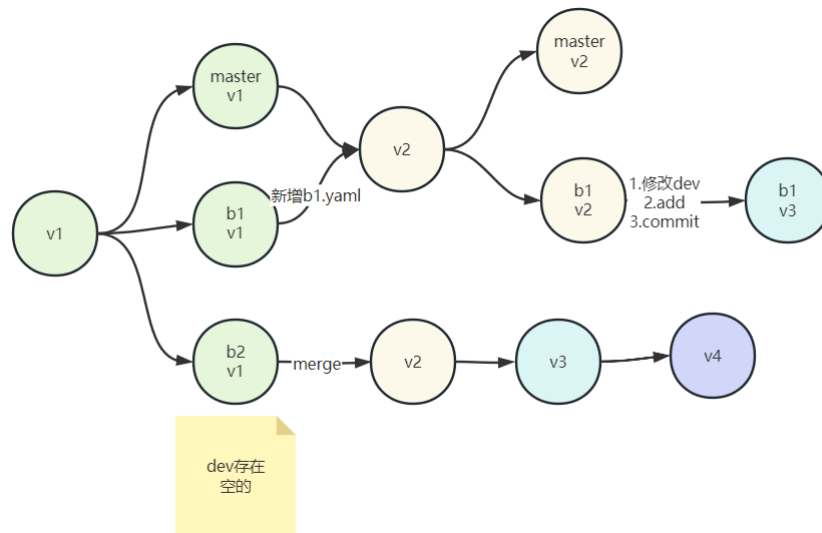 master
v2
master
v1
v2
新增b1.yaml
v1
b1
v1
b1
v2
1.修改dev
2.add
3.commit
b1
v3
b2
v1
merge
v2
v3
v4
dev存在
空的